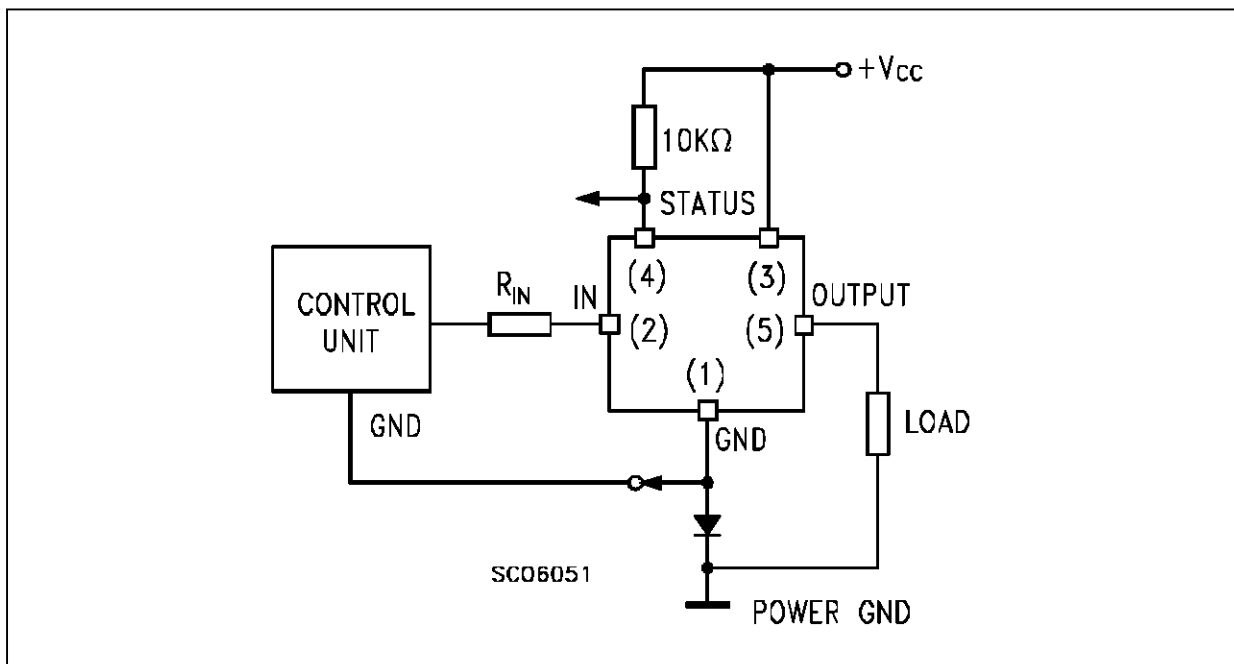 +VCC
10KΩ
STATUS
CONTROL
UNIT
RIN
IN
(4)
(3)
OUTPUT
(2)
(5)
(1)
GND
GND
LOAD
SC06051
POWER GND